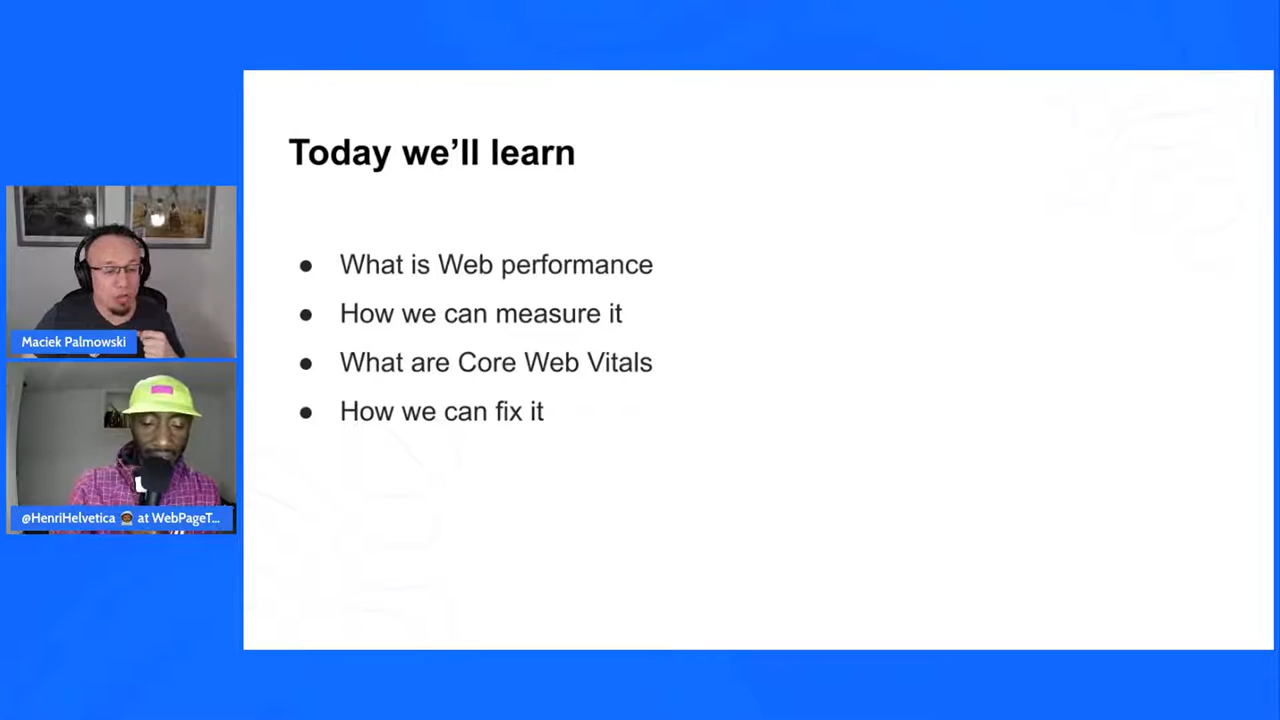 Today we’ll learn
● What is Web performance
● How we can measure it
● What are Core Web Vitals
● How we can fix it
Maciek Palmowski
@HenriHelvetica 👨🏿‍🚀 at WebPageT...